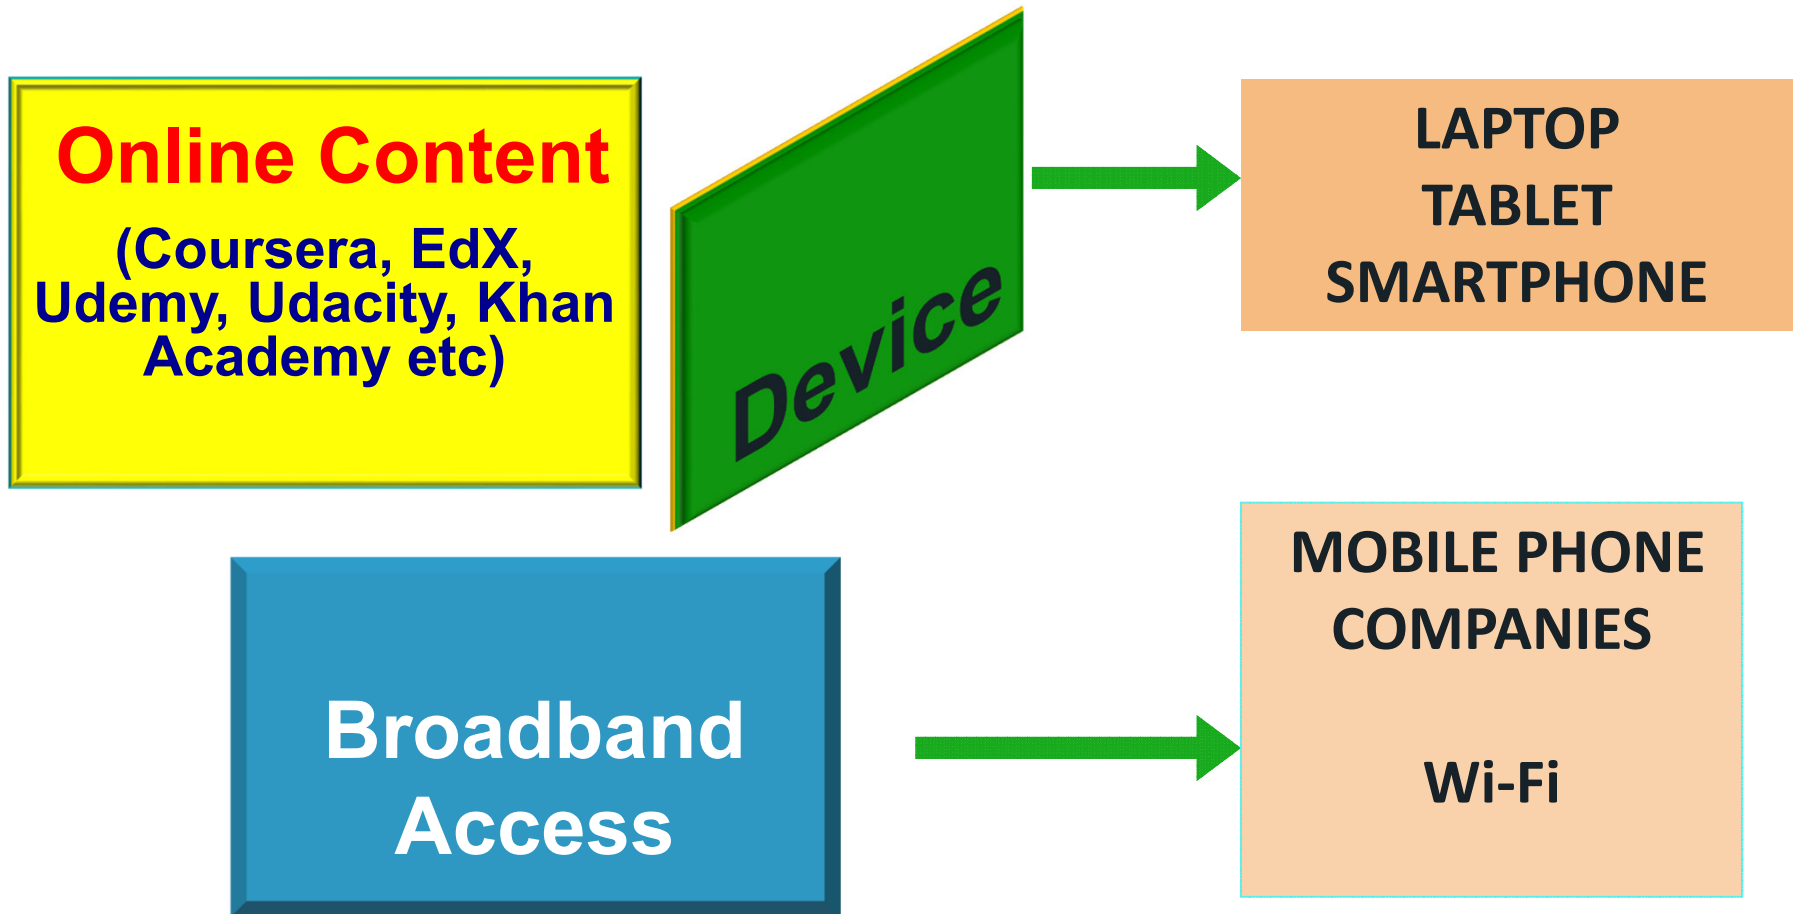 Online Content
(Coursera, EdX,
Udemy, Udacity, Khan
Academy etc)
Device
LAPTOP
TABLET
SMARTPHONE
Broadband
Access
MOBILE PHONE
COMPANIES
Wi-Fi